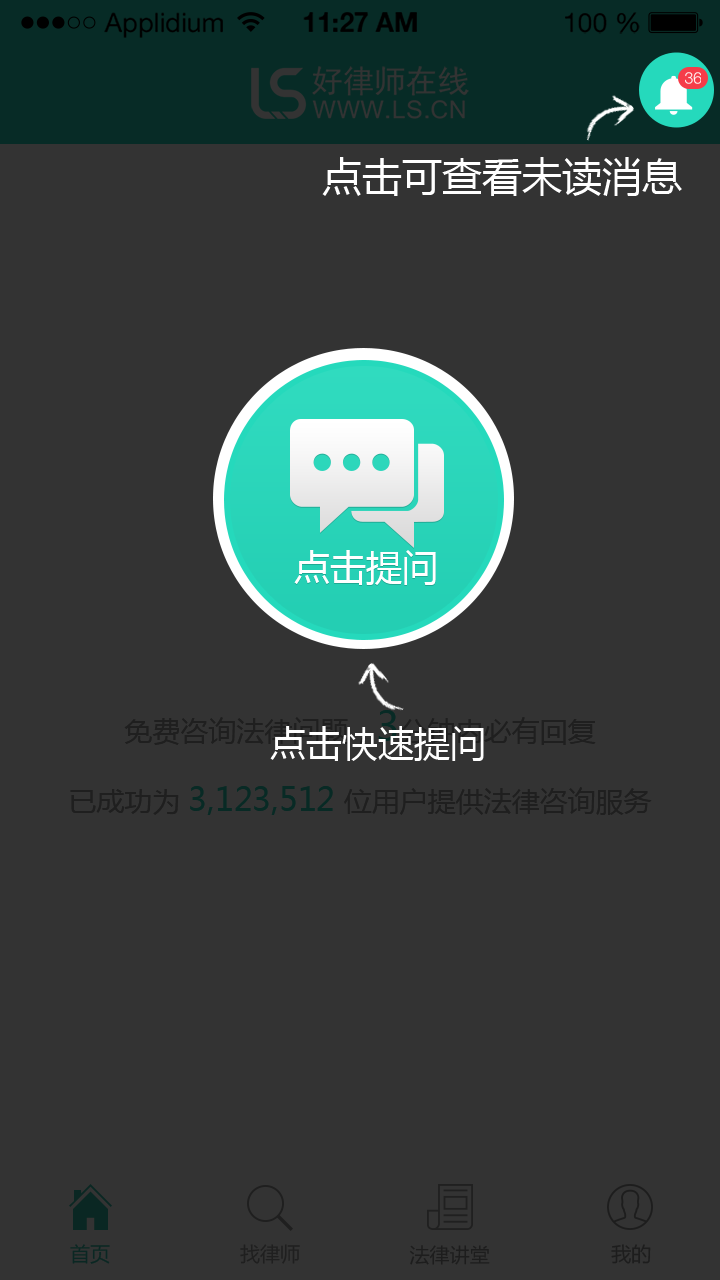 Applidium 11:27 AM 100 %
LS 好律师在线
WWW.LS.CN
36
点击可查看未读消息
点击提问
免费咨询法律问题 3分钟内必有回复
点击快速提问
已成功为 3,123,512 位用户提供法律咨询服务
首页 找律师 法律讲堂 我的